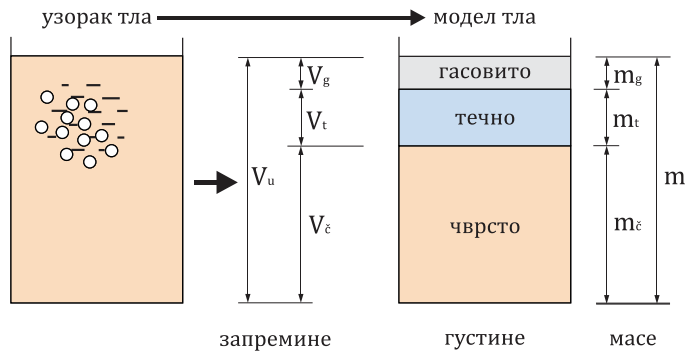 узорак тла
модел тла
Vg
Vt
Vu
Vč
гасовито
течно
чврсто
mg
mt
m
mč
запремине
густине
масе